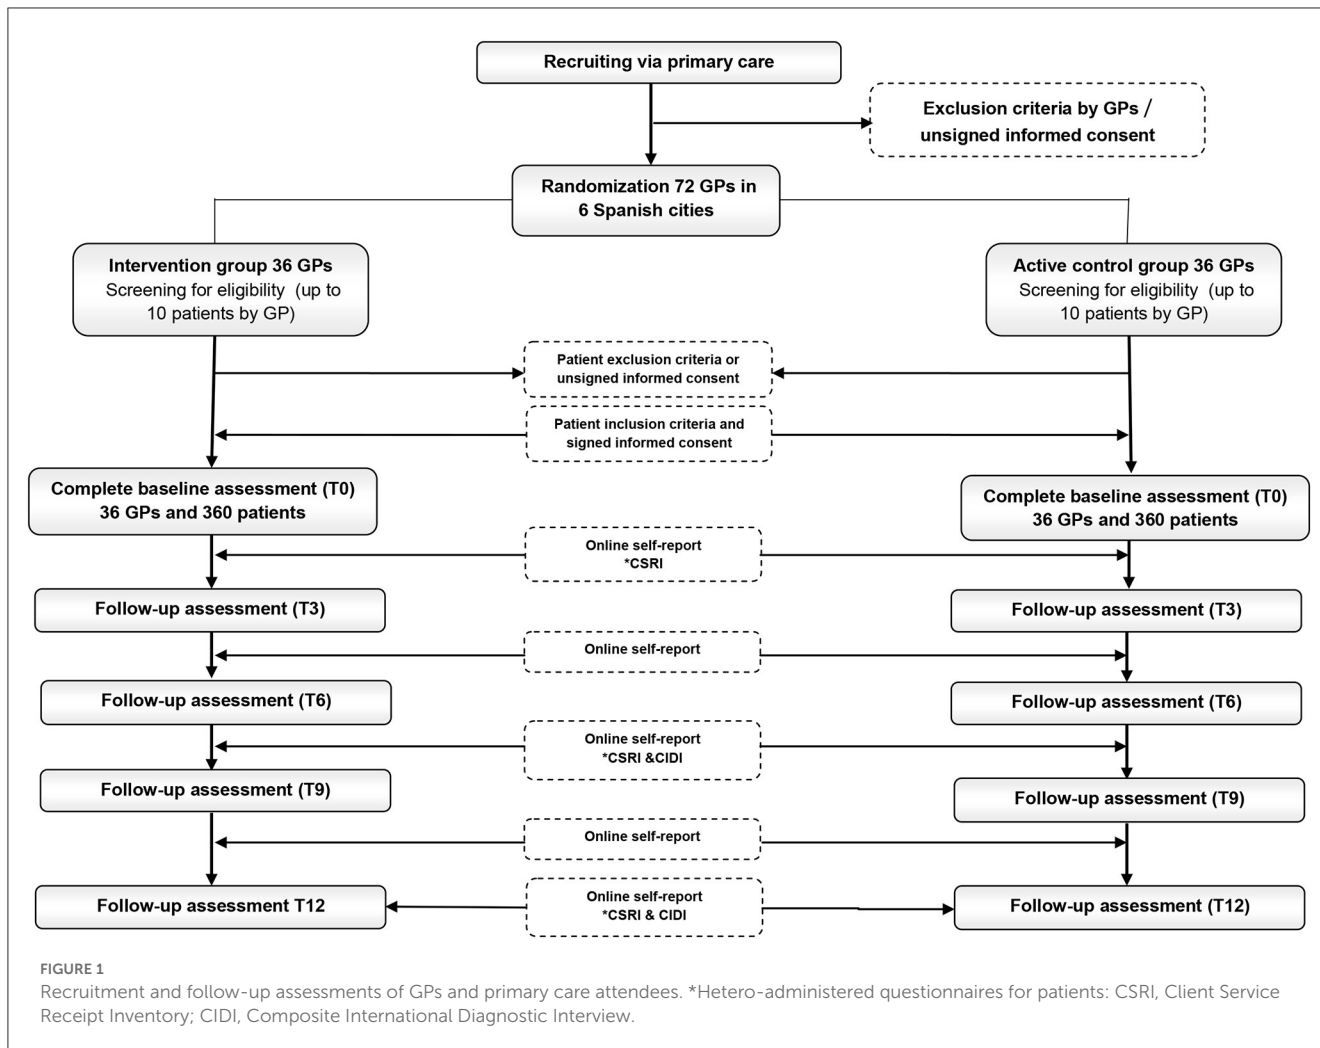 Recruiting via primary care
Exclusion criteria by GPs /
unsigned informed consent
Randomization 72 GPs in
6 Spanish cities
Intervention group 36 GPs
Screening for eligibility (up to
10 patients by GP)
Active control group 36 GPs
Screening for eligibility (up to
10 patients by GP)
Patient exclusion criteria or
unsigned informed consent
Patient inclusion criteria and
signed informed consent
Complete baseline assessment (T0)
36 GPs and 360 patients
Complete baseline assessment (T0)
36 GPs and 360 patients
Online self-report
*CSRI
Follow-up assessment (T3)
Follow-up assessment (T3)
Online self-report
Follow-up assessment (T6)
Follow-up assessment (T6)
Online self-report
*CSRI &CIDI
Follow-up assessment (T9)
Follow-up assessment (T9)
Online self-report
Follow-up assessment T12
Online self-report
*CSRI & CIDI
Follow-up assessment (T12)
FIGURE 1
Recruitment and follow-up assessments of GPs and primary care attendees. *Hetero-administered questionnaires for patients: CSRI, Client Service
Receipt Inventory; CIDI, Composite International Diagnostic Interview.